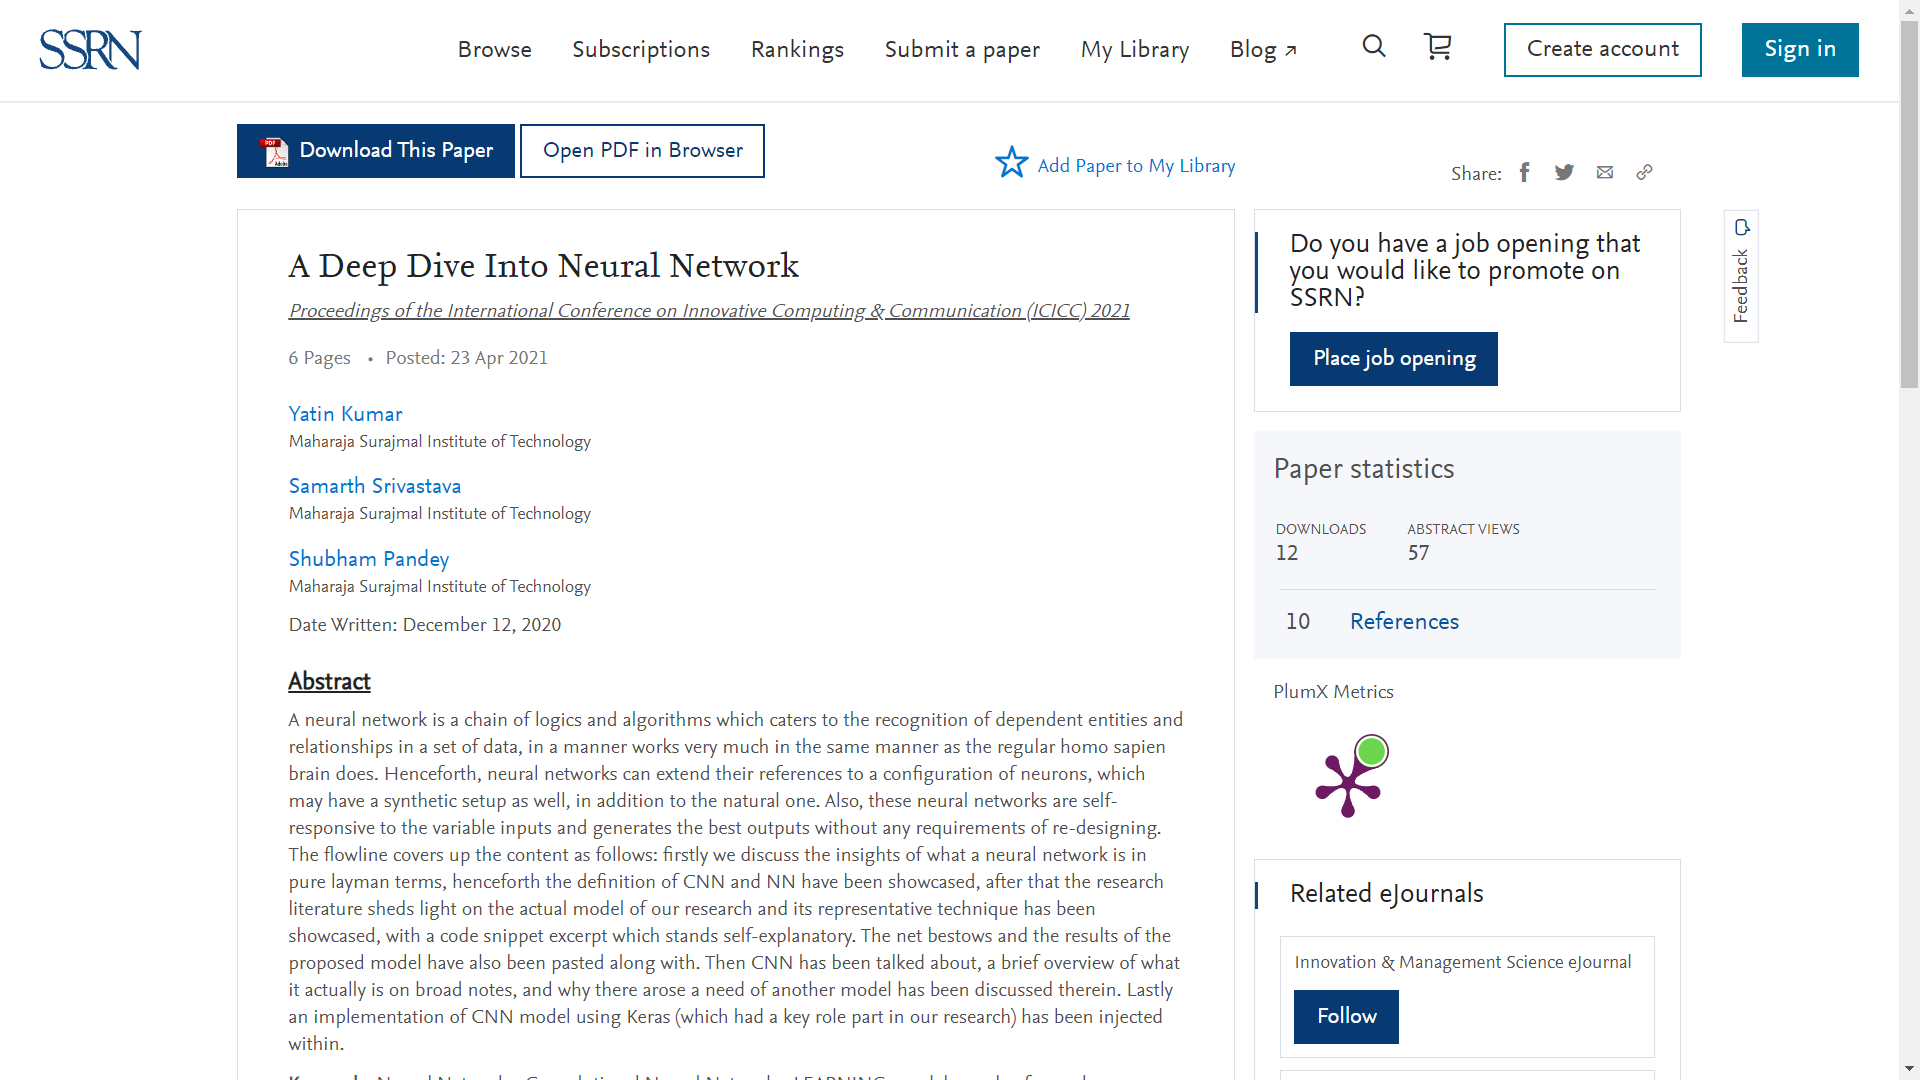 SSRN
Browse
Subscriptions
Rankings
Submit a paper
My Library
Blog ↗
Create account
Sign in
Download This Paper
Open PDF in Browser
Add Paper to My Library
Share:
A Deep Dive Into Neural Network
Proceedings of the International Conference on Innovative Computing & Communication (ICICC) 2021
6 Pages • Posted: 23 Apr 2021
Yatin Kumar
Maharaja Surajmal Institute of Technology
Samarth Srivastava
Maharaja Surajmal Institute of Technology
Shubham Pandey
Maharaja Surajmal Institute of Technology
Date Written: December 12, 2020
Abstract
A neural network is a chain of logics and algorithms which caters to the recognition of dependent entities and
relationships in a set of data, in a manner works very much in the same manner as the regular homo sapien
brain does. Henceforth, neural networks can extend their references to a configuration of neurons, which
may have a synthetic setup as well, in addition to the natural one. Also, these neural networks are self-
responsive to the variable inputs and generates the best outputs without any requirements of re-designing.
The flowline covers up the content as follows: firstly we discuss the insights of what a neural network is in
pure layman terms, henceforth the definition of CNN and NN have been showcased, after that the research
literature sheds light on the actual model of our research and its representative technique has been
showcased, with a code snippet excerpt which stands self-explanatory. The net bestows and the results of the
proposed model have also been pasted along with. Then CNN has been talked about, a brief overview of what
it actually is on broad notes, and why there arose a need of another model has been discussed therein. Lastly
an implementation of CNN model using Keras (which had a key role part in our research) has been injected
within.
Do you have a job opening that
you would like to promote on
SSRN?
Place job opening
Feedback
Paper statistics
DOWNLOADS
12
ABSTRACT VIEWS
57
10 References
PlumX Metrics
Related eJournals
Innovation & Management Science eJournal
Follow